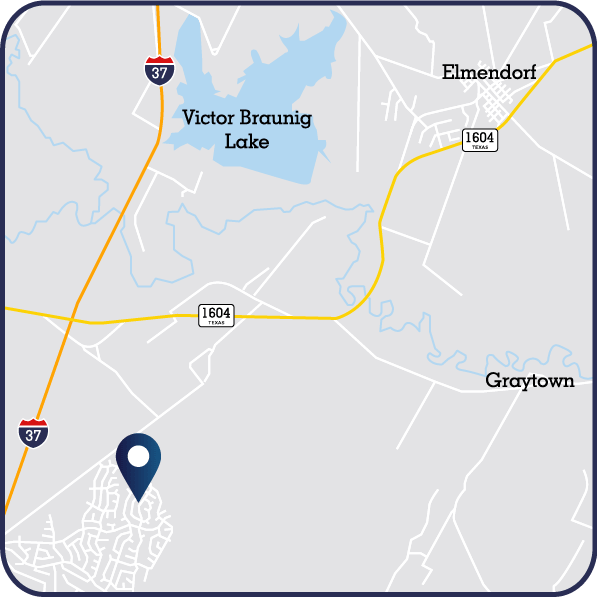 37
Elmendorf
Victor Braunig
Lake
1604
TEXAS
1604
TEXAS
Graytown
37